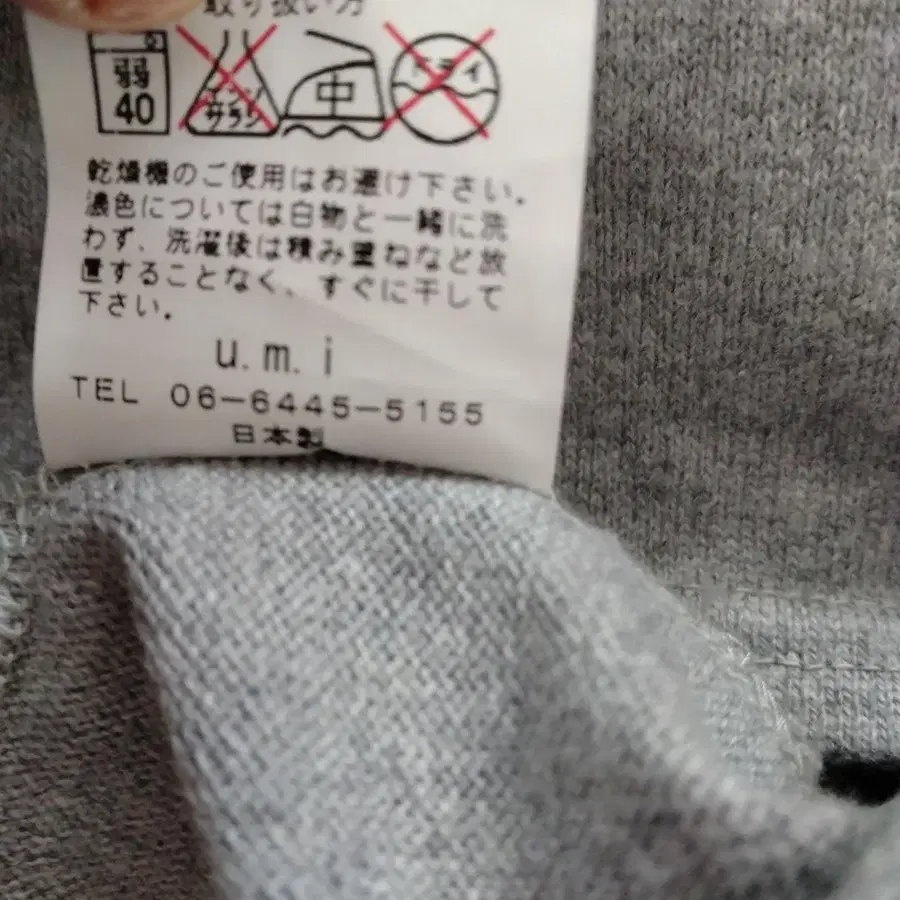 取り扱い方
弱 40 エンソ サラシ 中 ドライ
乾燥機のご使用はお避け下さい。
濃色については白物と一緒に洗
わず、洗濯後は積み重ねなど放
置することなく、すぐに干して
下さい。
u.m.i
TEL 06-6445-5155
日本製